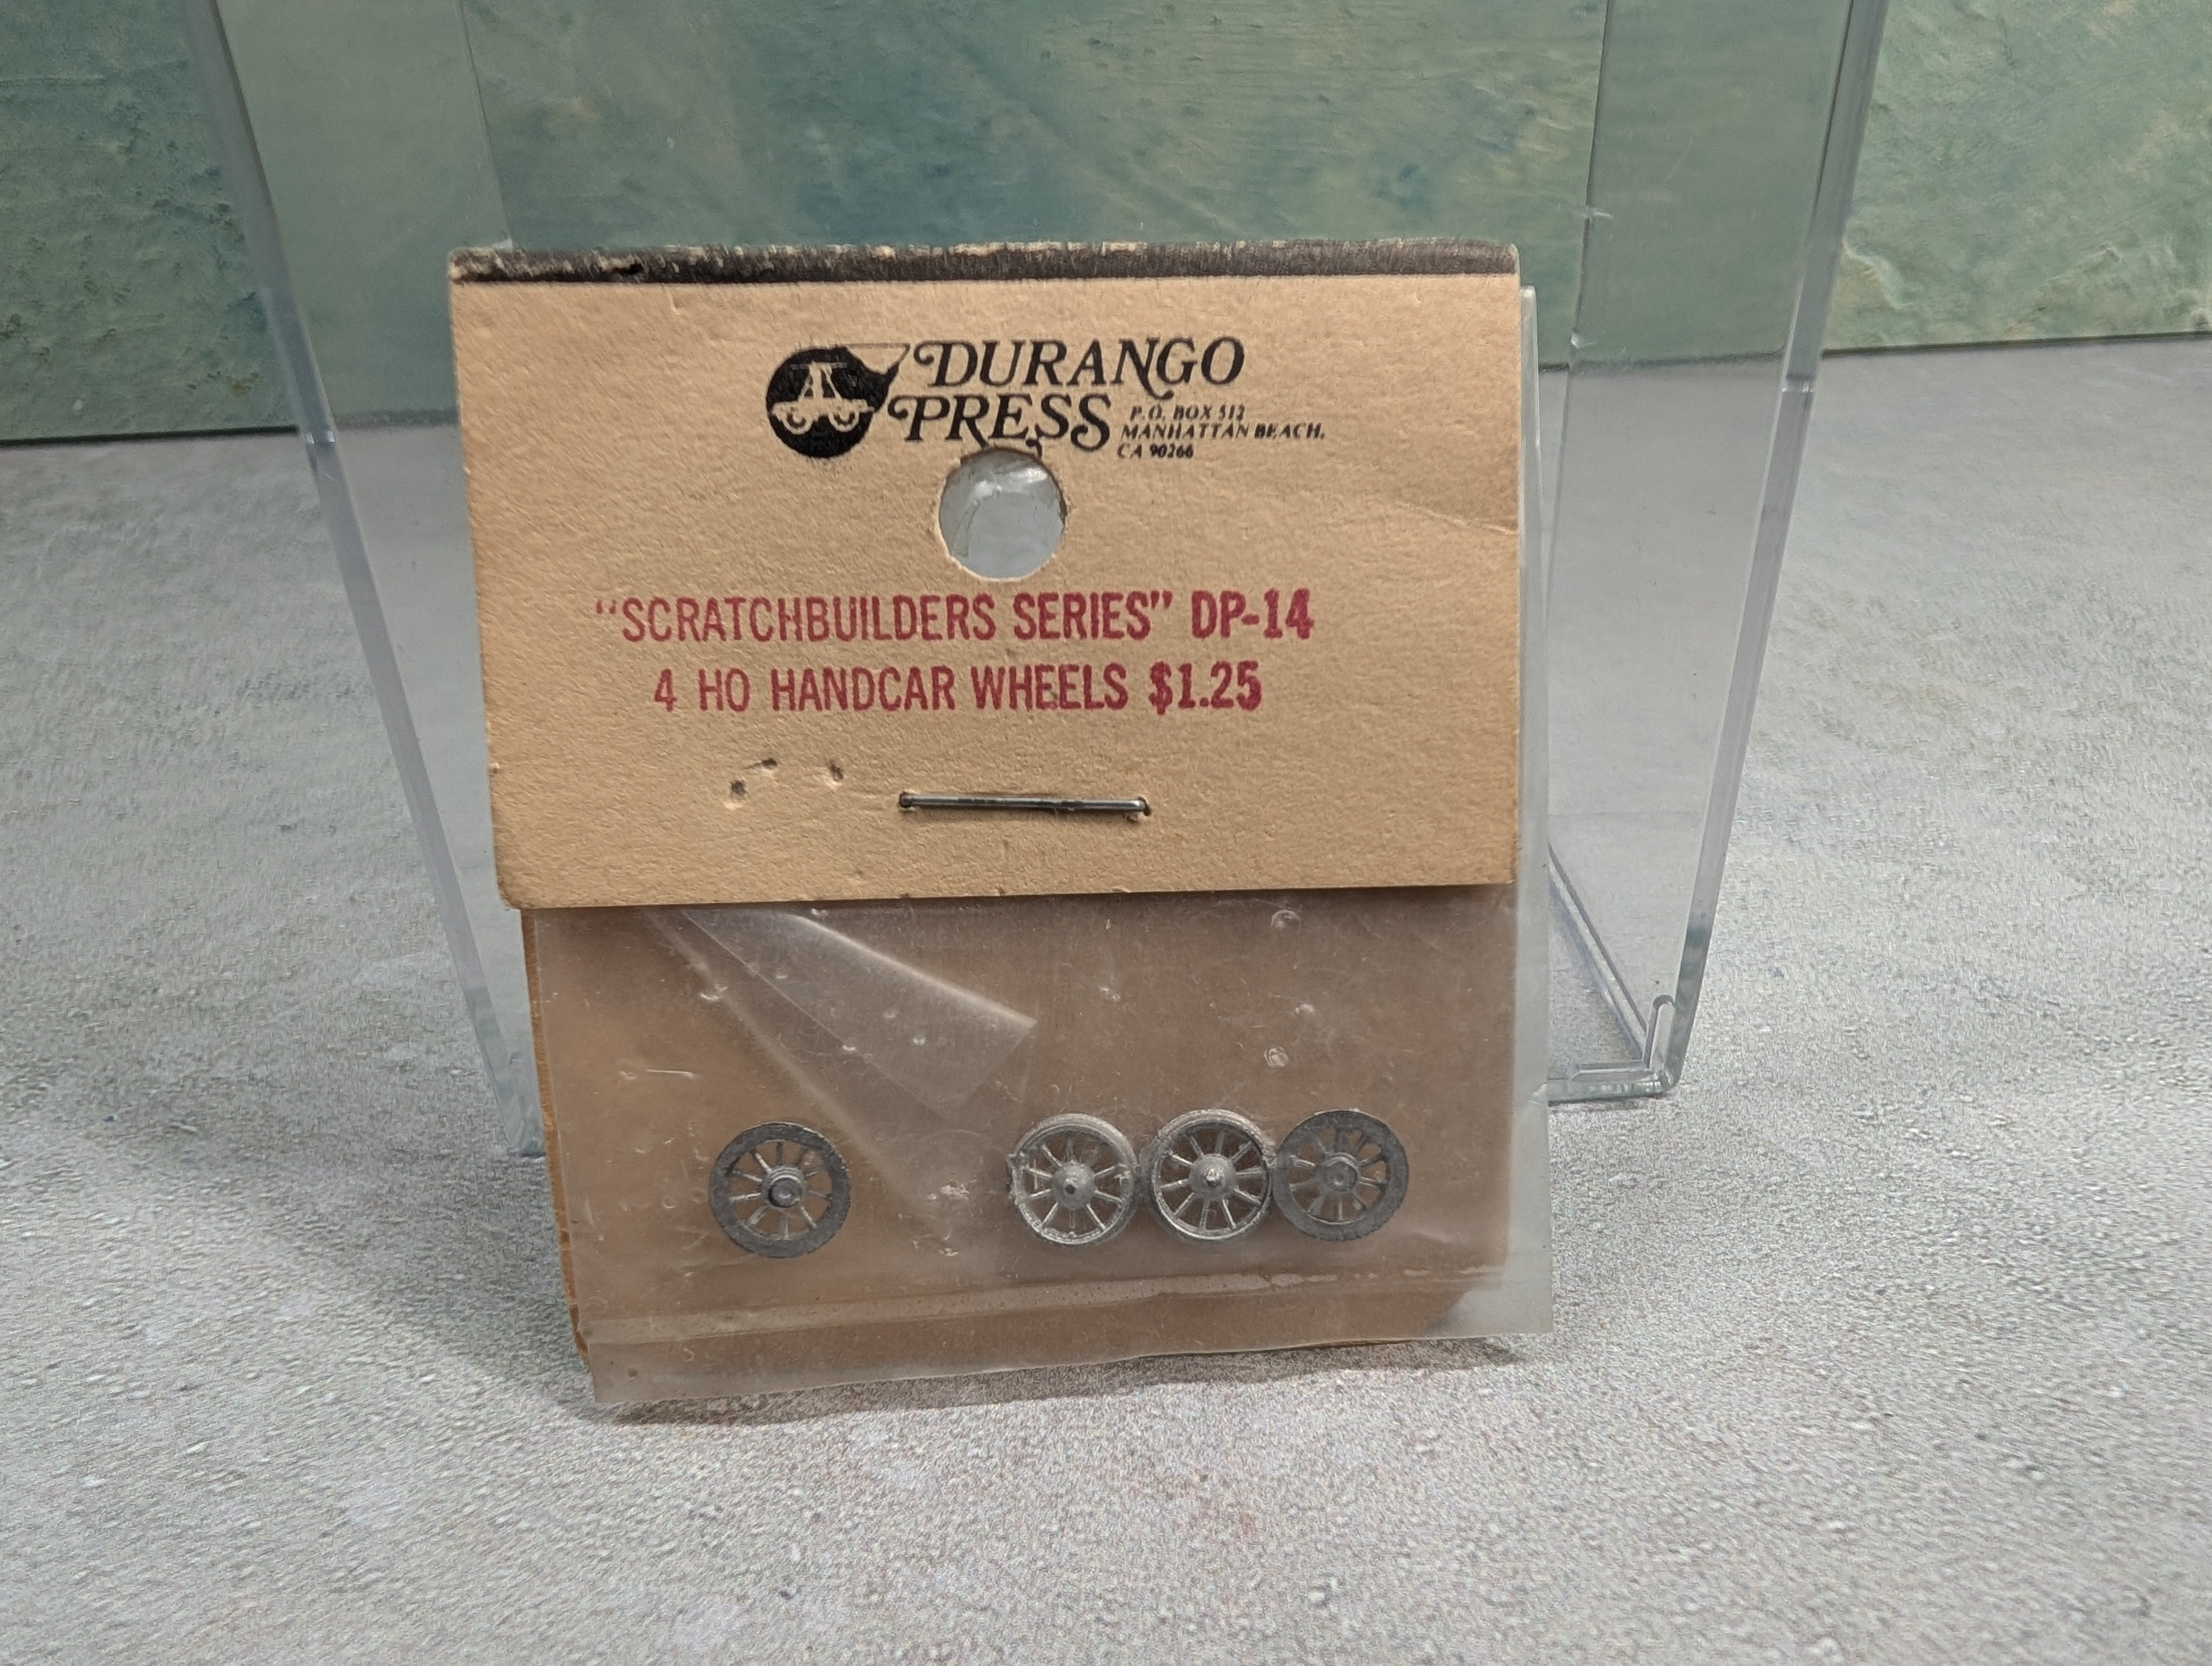 DURANGO
PRESS
P.O. BOX 512
MANHATTAN BEACH,
CA 90266
"SCRATCHBUILDERS SERIES" DP-14
4 HO HANDCAR WHEELS $1.25